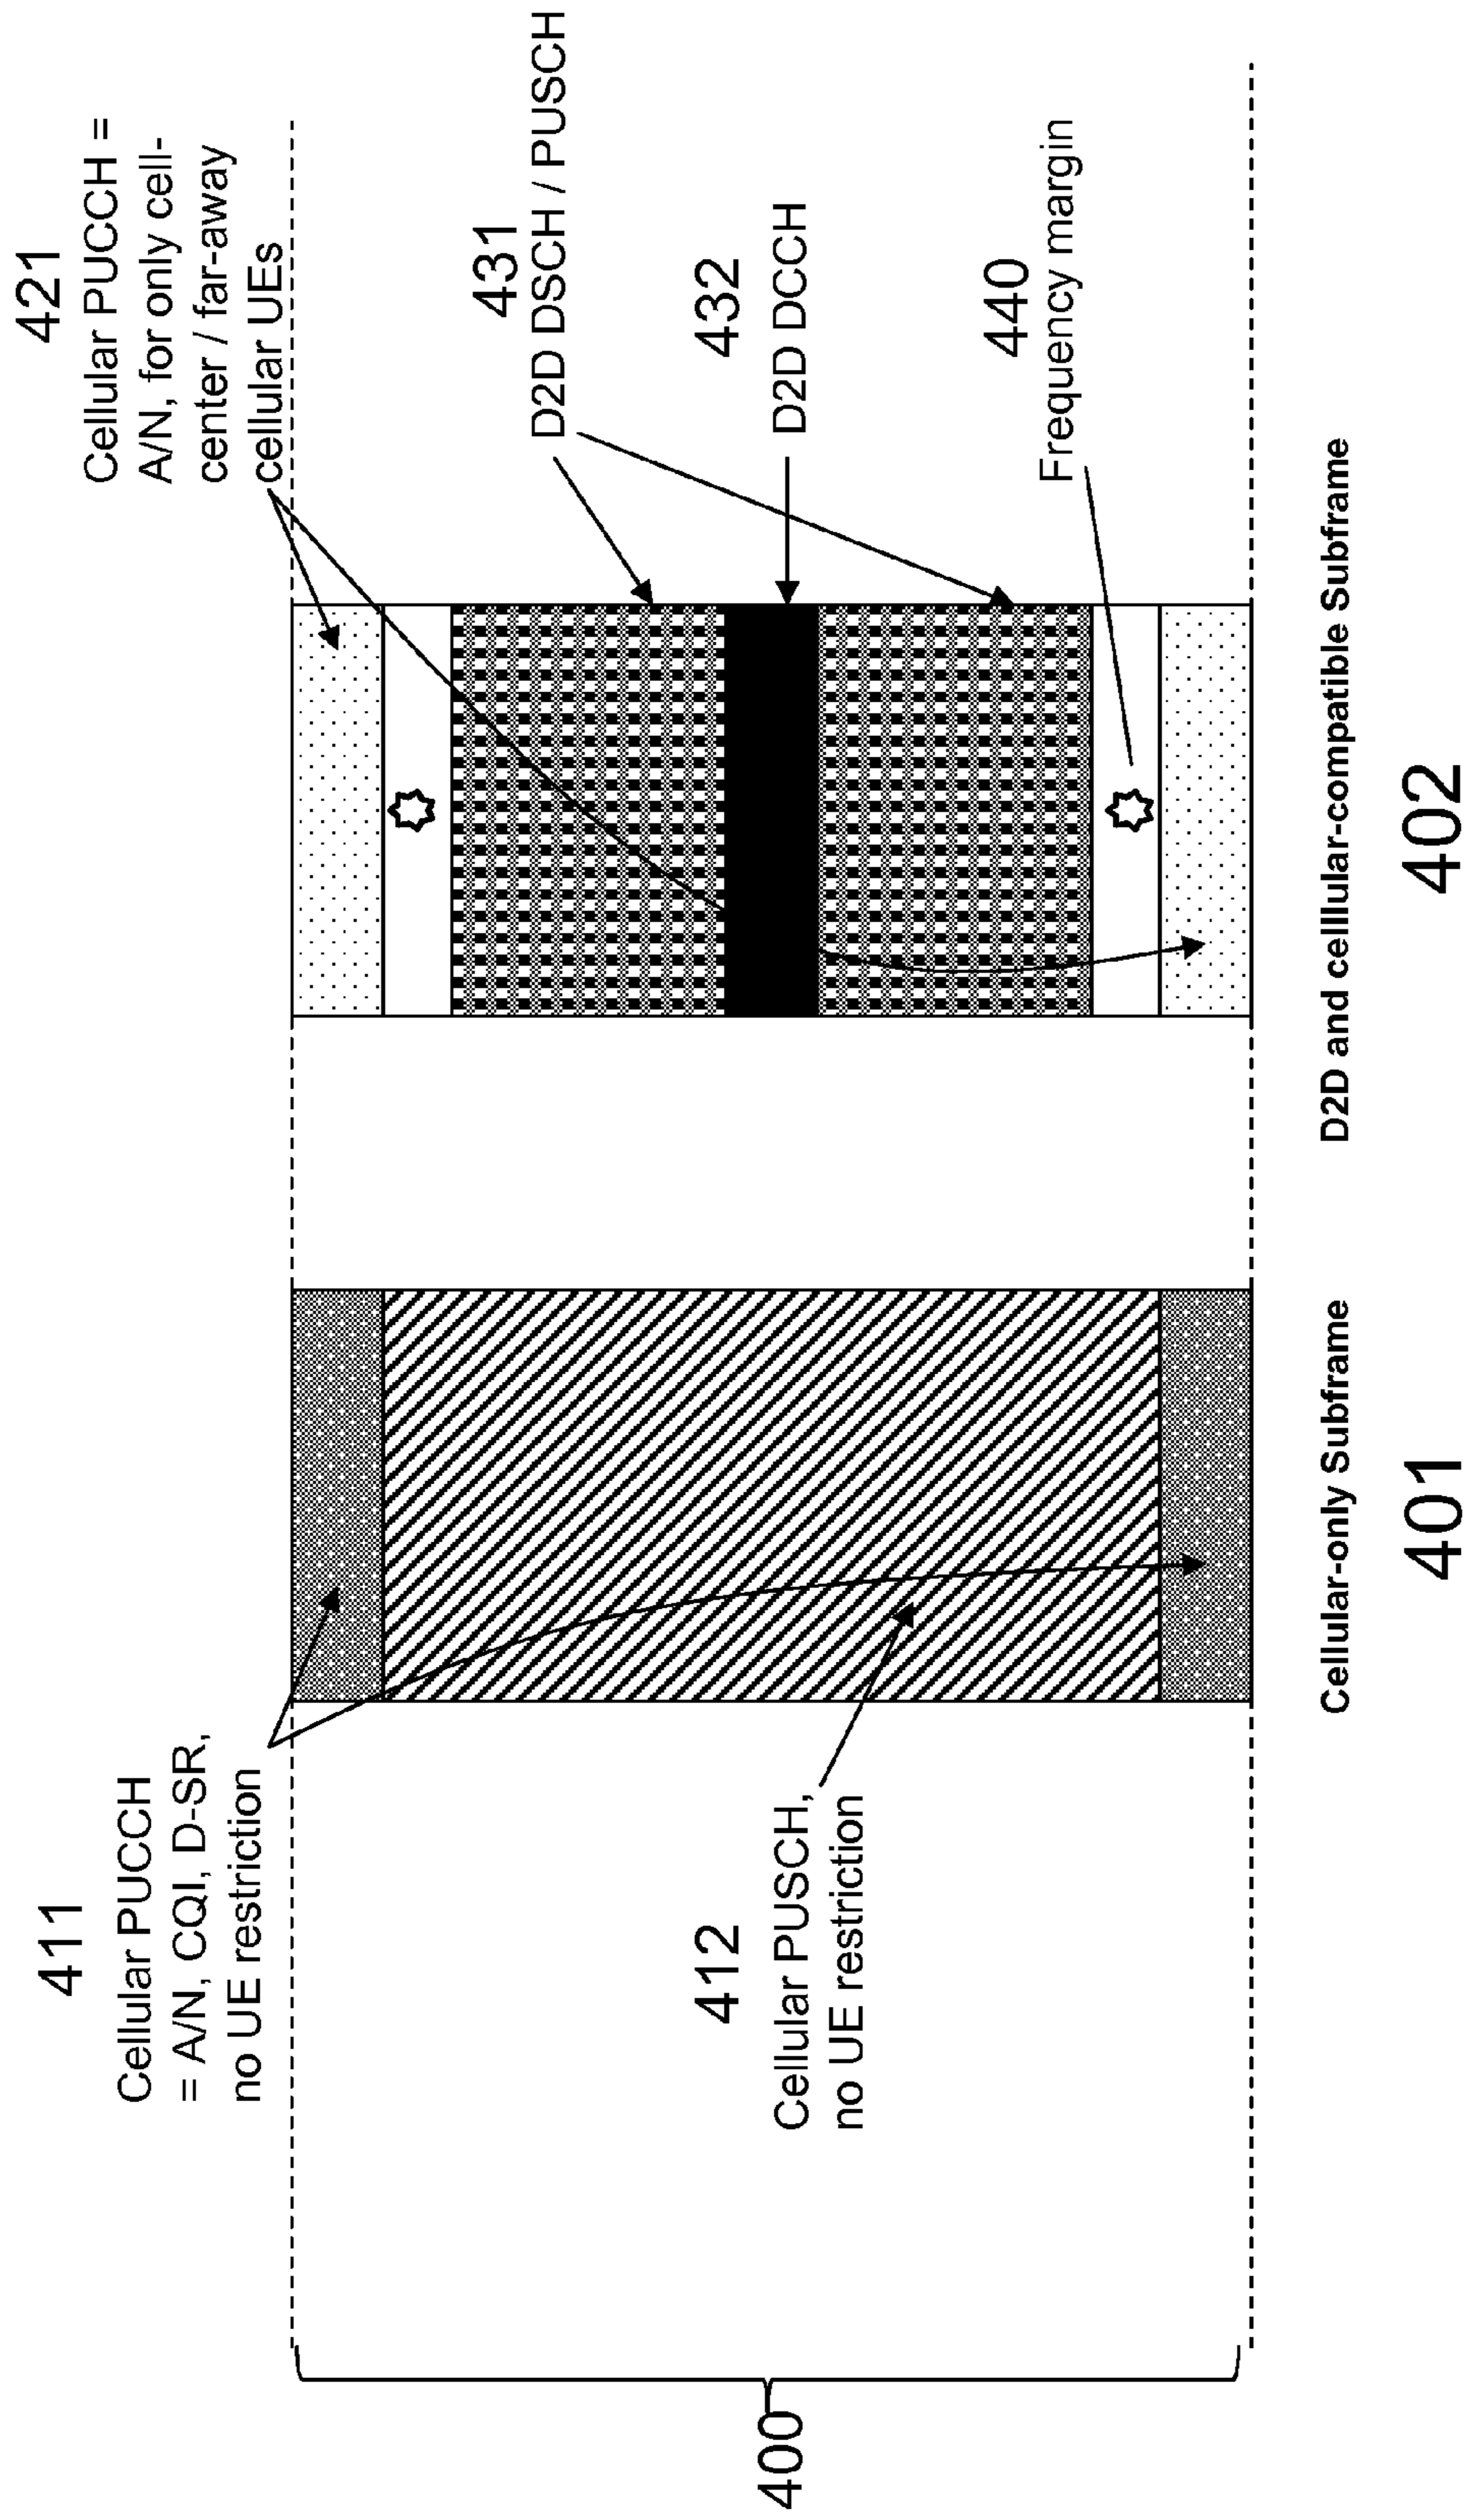 400
411
Cellular PUCCH
= A/N, CQI, D-SR,
no UE restriction
412
Cellular PUSCH,
no UE restriction
Cellular-only Subframe
401
421
Cellular PUCCH =
A/N, for only cell-
center / far-away
cellular UEs
431
D2D DSCH / PUSCH
432
D2D DCCH
440
Frequency margin
D2D and cellular-compatible Subframe
402